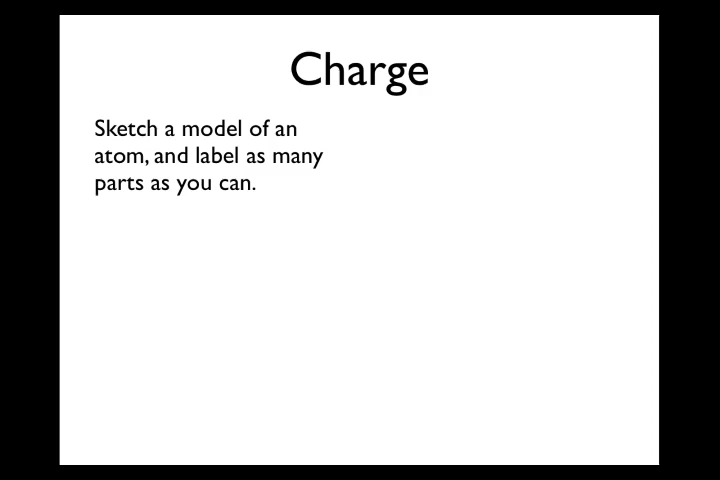 Charge
Sketch a model of an
atom, and label as many
parts as you can.